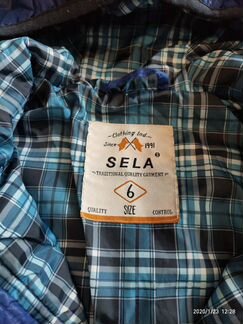 Clothing Ind.
Since 1991
SELA
TRADITIONAL QUALITY GARMENT
6
QUALITY SIZE CONTROL
2020/1/23 12:28